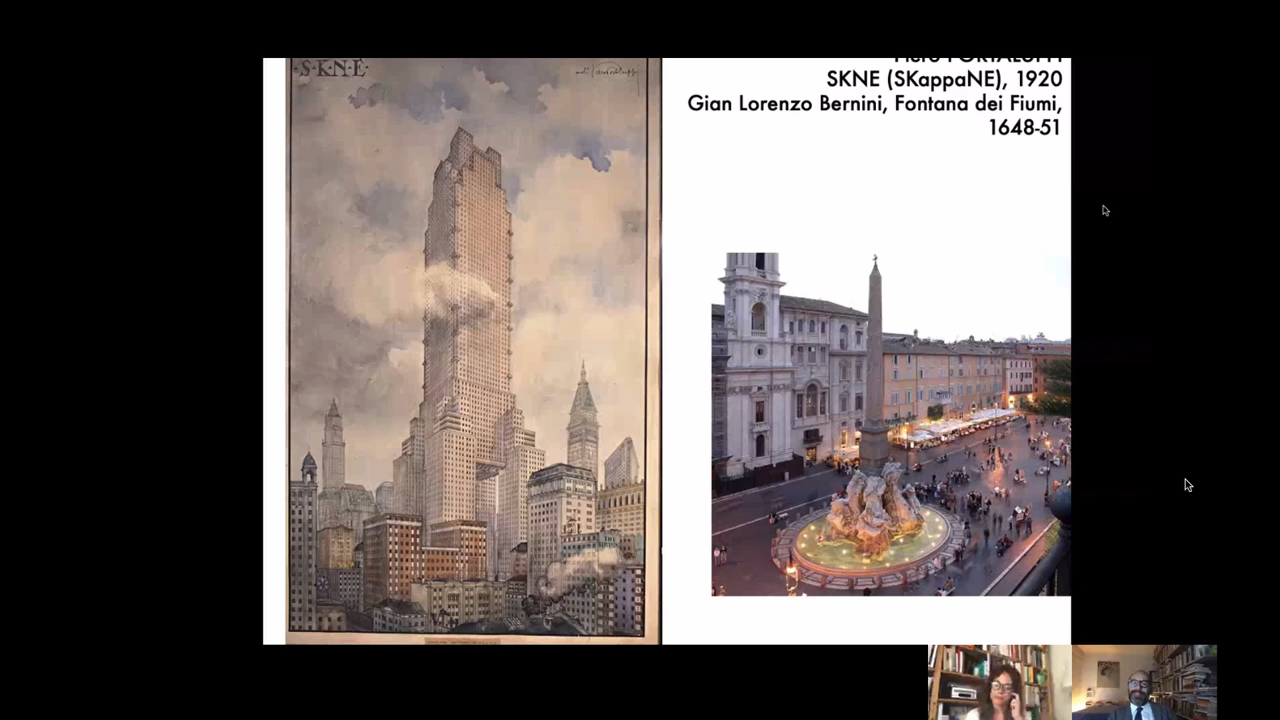 ·S·K·N·E·
SKNE (SKappaNE), 1920
Gian Lorenzo Bernini, Fontana dei Fiumi,
1648-51